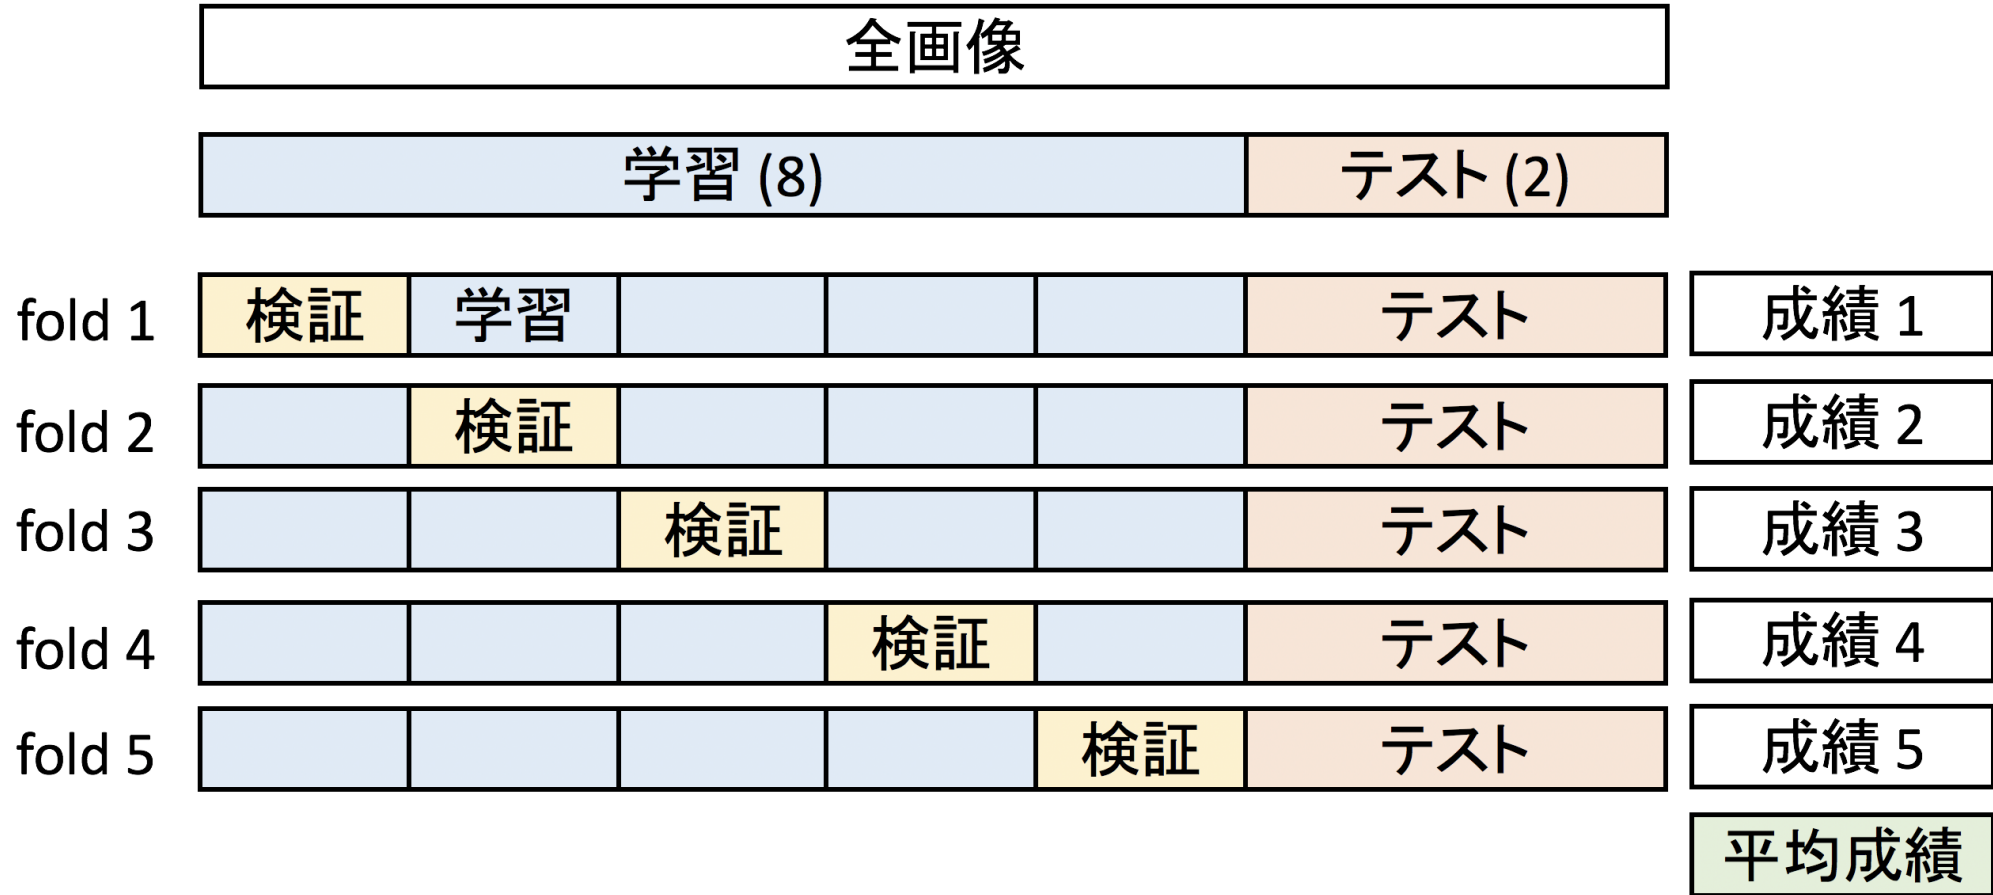 全画像
学習 (8) テスト (2)
fold 1 検証 学習 テスト 成績 1
fold 2 検証 テスト 成績 2
fold 3 検証 テスト 成績 3
fold 4 検証 テスト 成績 4
fold 5 検証 テスト 成績 5
平均成績